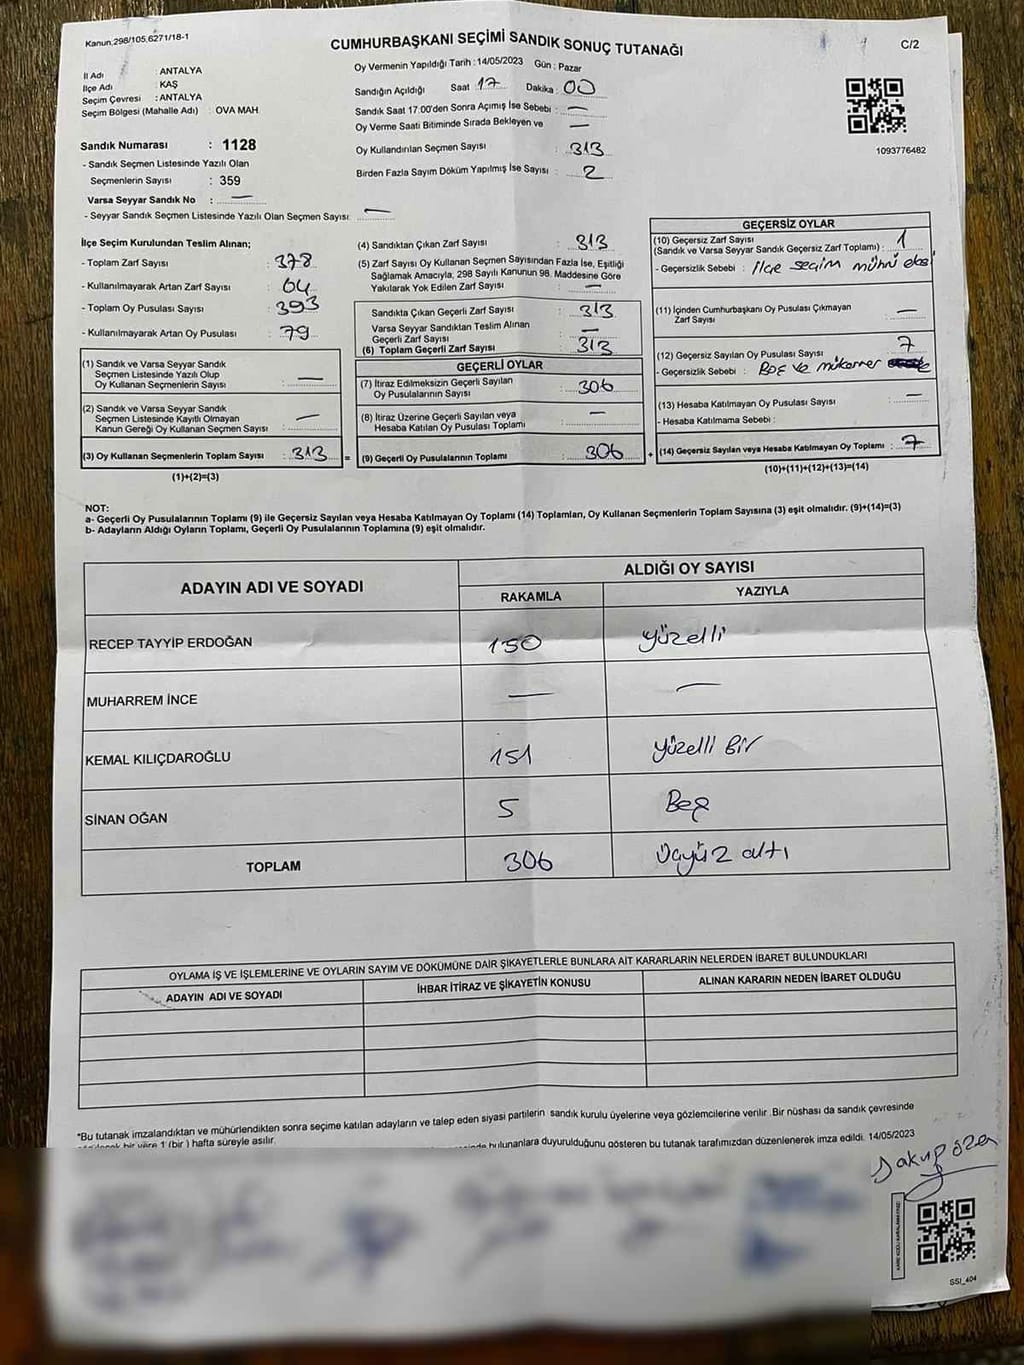 Kanun.298/105,6271/18-1
CUMHURBAŞKANI SEÇİMİ SANDIK SONUÇ TUTANAĞI
C/2
İl Adı : ANTALYA
İlçe Adı : KAŞ
Seçim Çevresi : ANTALYA
Seçim Bölgesi (Mahalle Adı) : OVA MAH
Sandık Numarası : 1128
- Sandık Seçmen Listesinde Yazılı Olan
Seçmenlerin Sayısı : 359
Varsa Seyyar Sandık No : —
- Seyyar Sandık Seçmen Listesinde Yazılı Olan Seçmen Sayısı : —
Oy Vermenin Yapıldığı Tarih : 14/05/2023 Gün : Pazar
Sandığın Açıldığı Saat : 17 Dakika : 00
Sandık Saat 17:00'den Sonra Açımış İse Sebebi : —
Oy Verme Saati Bitiminde Sırada Bekleyen ve —
Oy Kullandırılan Seçmen Sayısı : 313
Birden Fazla Sayım Döküm Yapılmış İse Sayısı : 2
1093776482
İlçe Seçim Kurulundan Teslim Alınan;
- Toplam Zarf Sayısı : 378
- Kullanılmayarak Artan Zarf Sayısı : 64
- Toplam Oy Pusulası Sayısı : 393
- Kullanılmayarak Artan Oy Pusulası : 79
(1) Sandık ve Varsa Seyyar Sandık
Seçmen Listesinde Yazılı Olup
Oy Kullanan Seçmenlerin Sayısı : —
(2) Sandık ve Varsa Seyyar Sandık
Seçmen Listesinde Kayıtlı Olmayan
Kanun Gereği Oy Kullanan Seçmen Sayısı : —
(3) Oy Kullanan Seçmenlerin Toplam Sayısı : 313 =
(1)+(2)=(3)
(4) Sandıktan Çıkan Zarf Sayısı : 313
(5) Zarf Sayısı Oy Kullanan Seçmen Sayısından Fazla İse, Eşitliği
Sağlamak Amacıyla, 298 Sayılı Kanunun 98. Maddesine Göre
Yakılarak Yok Edilen Zarf Sayısı : —
Sandıkta Çıkan Geçerli Zarf Sayısı : 313
Varsa Seyyar Sandıktan Teslim Alınan
Geçerli Zarf Sayısı : —
(6) Toplam Geçerli Zarf Sayısı : 313
GEÇERLİ OYLAR
(7) İtiraz Edilmeksizin Geçerli Sayılan
Oy Pusulalarının Sayısı : 306
(8) İtiraz Üzerine Geçerli Sayılan veya
Hesaba Katılan Oy Pusulası Toplamı : —
(9) Geçerli Oy Pusulalarının Toplamı : 306 +
GEÇERSİZ OYLAR
(10) Geçersiz Zarf Sayısı
(Sandık ve Varsa Seyyar Sandık Geçersiz Zarf Toplamı) : 1
- Geçersizlik Sebebi : ilçe seçim mührü
(11) İçinden Cumhurbaşkanı Oy Pusulası Çıkmayan
Zarf Sayısı : —
(12) Geçersiz Sayılan Oy Pusulası Sayısı : 7
- Geçersizlik Sebebi : Boş ve mükerrer
(13) Hesaba Katılmayan Oy Pusulası Sayısı : —
- Hesaba Katılmama Sebebi :
(14) Geçersiz Sayılan veya Hesaba Katılmayan Oy Toplamı : 7
(10)+(11)+(12)+(13)=(14)
NOT:
a- Geçerli Oy Pusulalarının Toplamı (9) ile Geçersiz Sayılan veya Hesaba Katılmayan Oy Toplamı (14) Toplamları, Oy Kullanan Seçmenlerin Toplam Sayısına (3) eşit olmalıdır. (9)+(14)=(3)
b- Adayların Aldığı Oyların Toplamı, Geçerli Oy Pusulalarının Toplamına (9) eşit olmalıdır.
ADAYIN ADI VE SOYADI
ALDIĞI OY SAYISI
RAKAMLA YAZIYLA
RECEP TAYYİP ERDOĞAN 150 yüzelli
MUHARREM İNCE — —
KEMAL KILIÇDAROĞLU 151 yüzelli Bir
SİNAN OĞAN 5 Beş
TOPLAM 306 Üçyüz altı
OYLAMA İŞ VE İŞLEMLERİNE VE OYLARIN SAYIM VE DÖKÜMÜNE DAİR ŞİKAYETLERLE BUNLARA AİT KARARLARIN NELERDEN İBARET BULUNDUKLARI
ADAYIN ADI VE SOYADI İHBAR İTİRAZ VE ŞİKAYETİN KONUSU ALINAN KARARIN NEDEN İBARET OLDUĞU
*Bu tutanak imzalandıktan ve mühürlendikten sonra seçime katılan adayların ve talep eden siyasi partilerin sandık kurulu üyelerine veya gözlemcilerine verilir. Bir nüshası da sandık çevresinde
bir yere 1 (bir) hafta süreyle asılır.
bulunanlara duyurulduğunu gösteren bu tutanak tarafımızdan düzenlenerek imza edildi. 14/05/2023
SSI_404